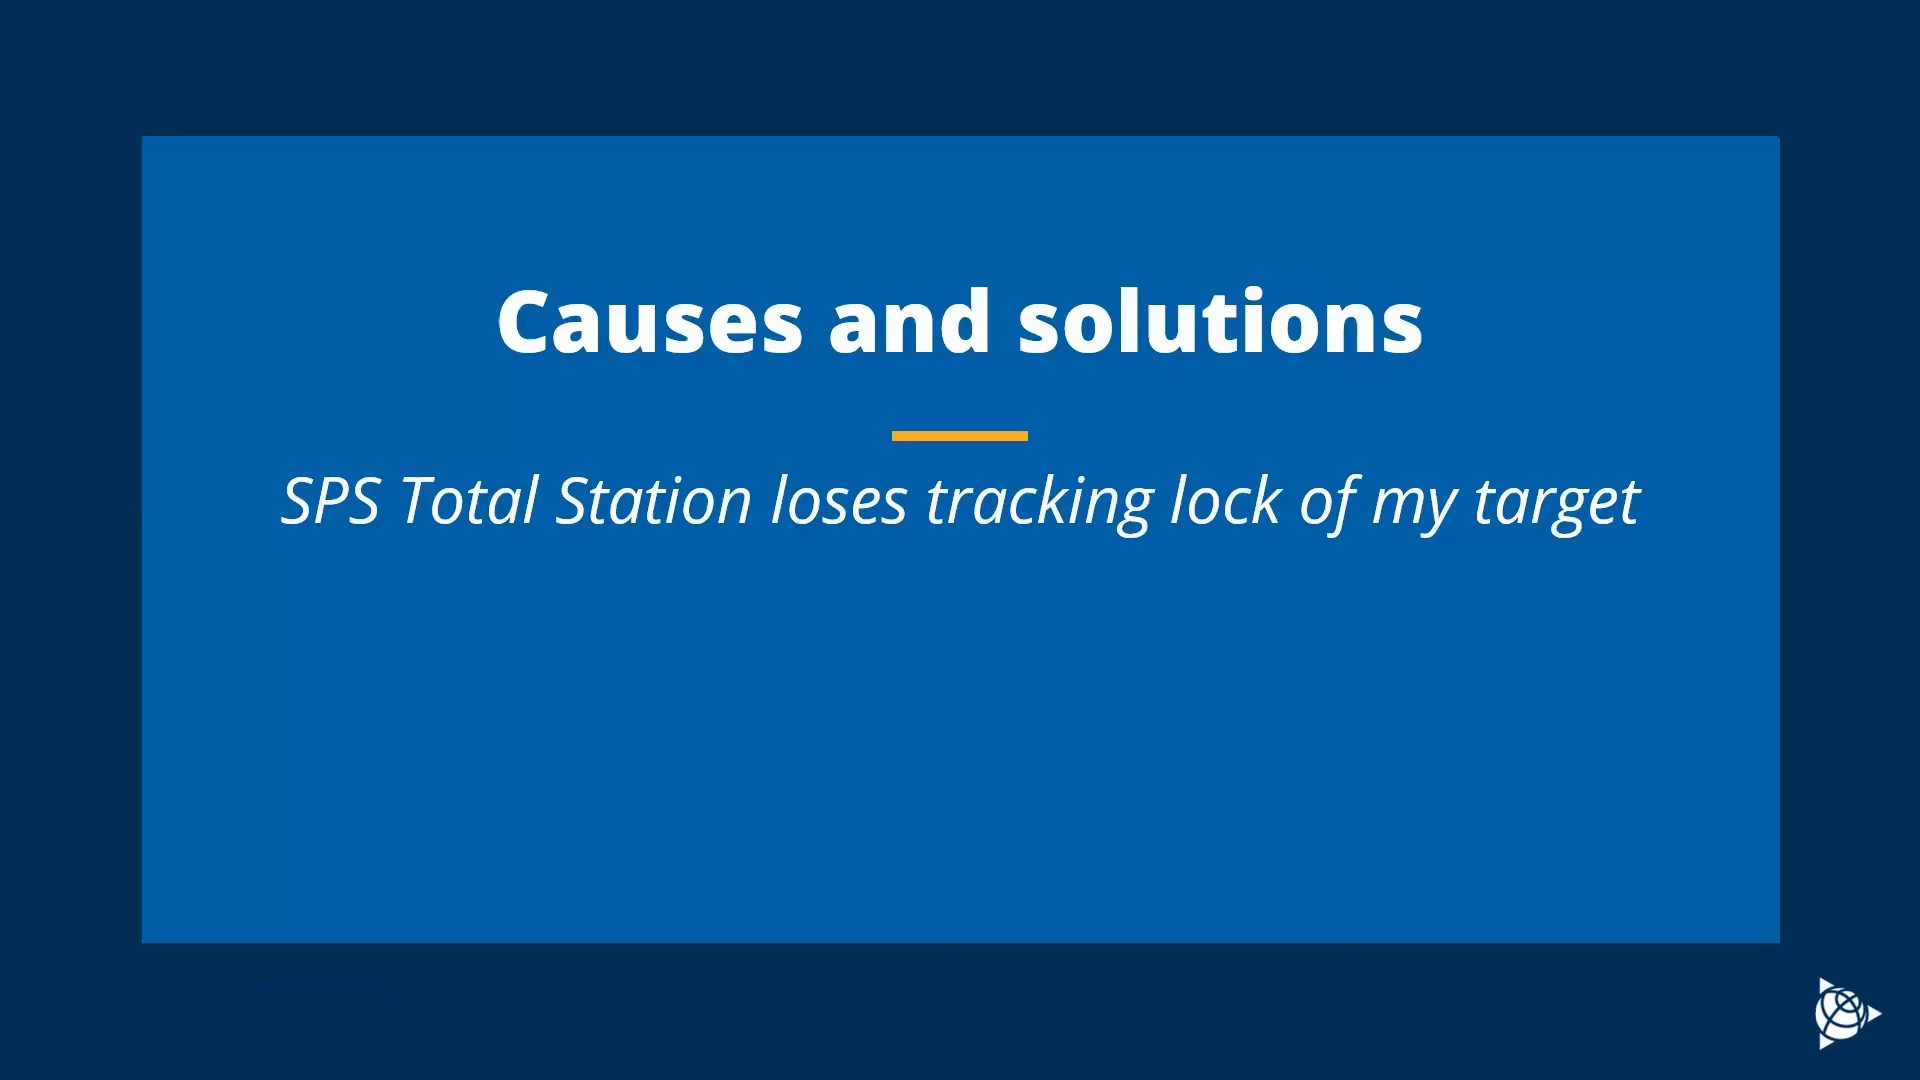 Causes and solutions
SPS Total Station loses tracking lock of my target